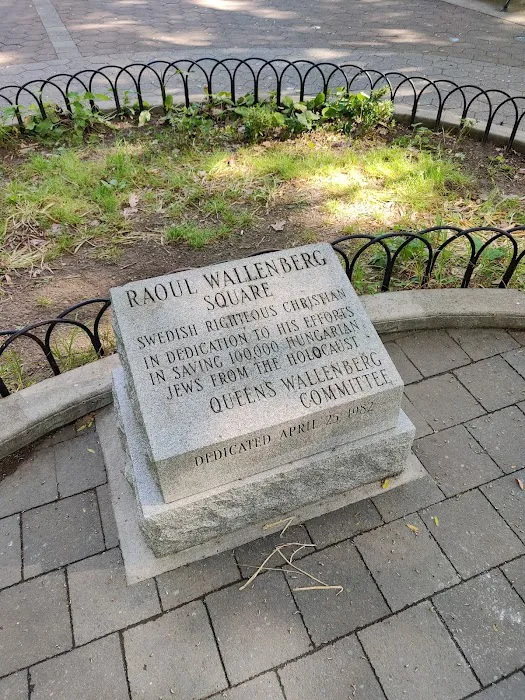 RAOUL WALLENBERG
SQUARE
SWEDISH RIGHTEOUS CHRISTIAN
IN DEDICATION TO HIS EFFORTS
IN SAVING 100,000 HUNGARIAN
JEWS FROM THE HOLOCAUST
QUEENS WALLENBERG
COMMITTEE
DEDICATED APRIL 25, 1982